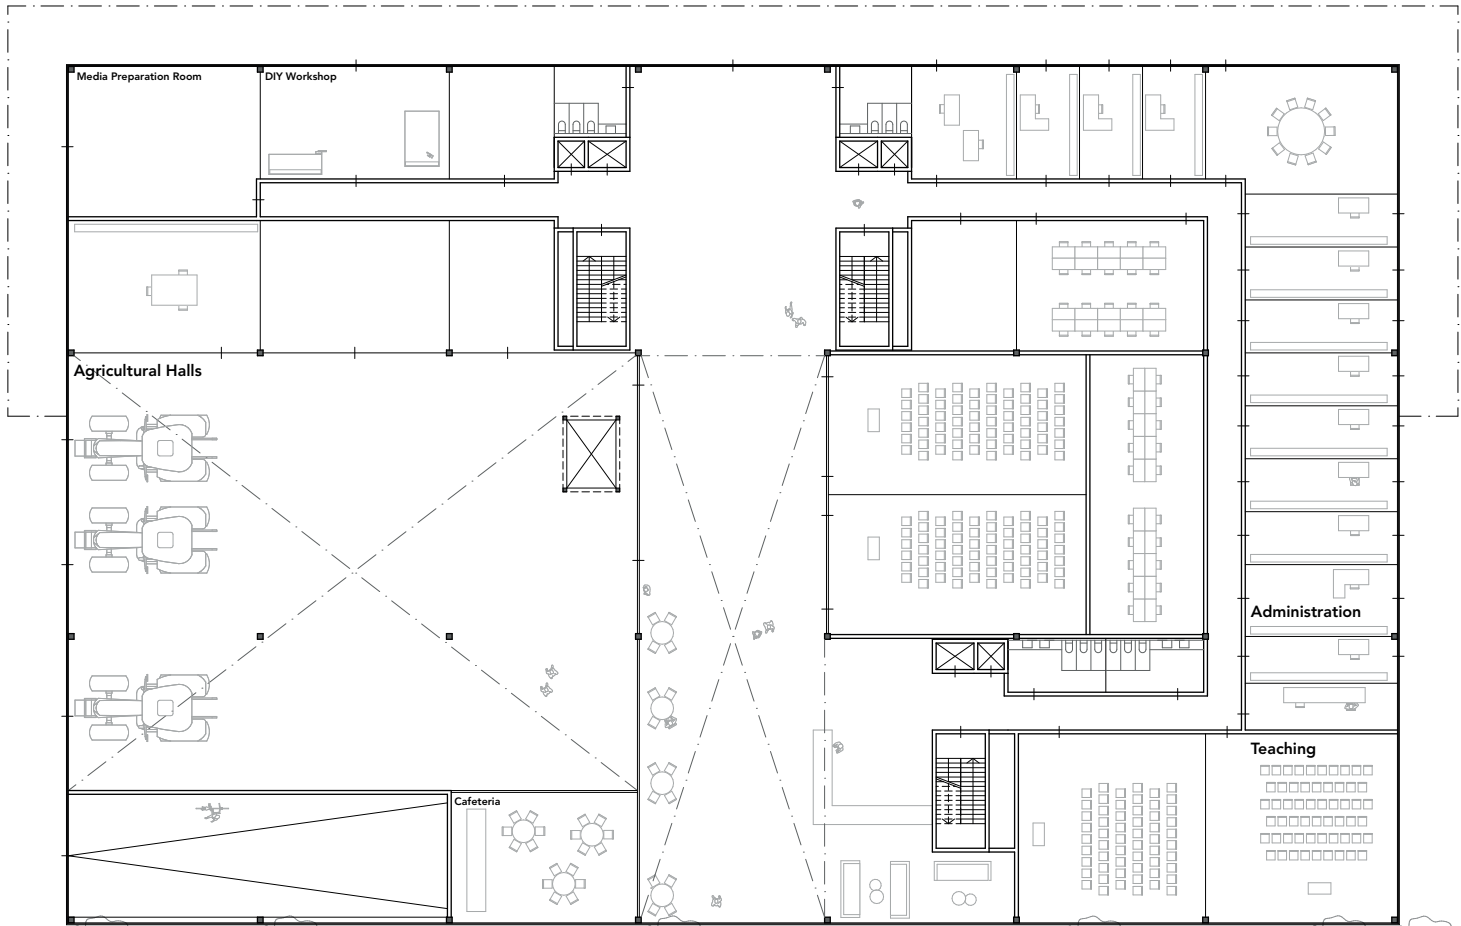 Media Preparation Room
DIY Workshop
Agricultural Halls
Administration
Teaching
Cafeteria